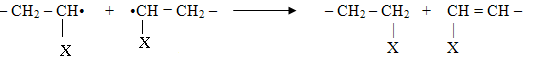 – CH₂ – CH• + •CH – CH₂ – ⟶ – CH₂ – CH₂ + CH = CH –
| | | |
X X X X